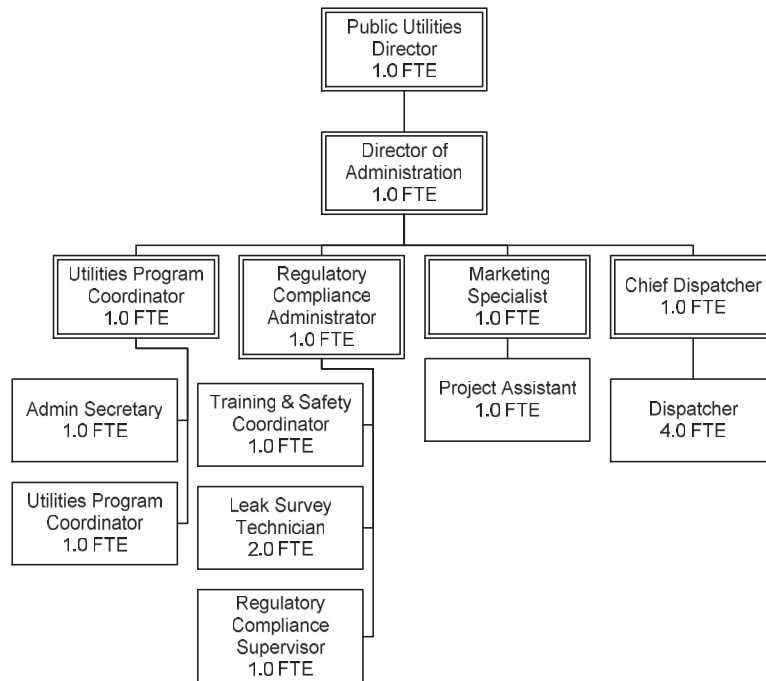 Public Utilities
Director
1.0 FTE
Director of
Administration
1.0 FTE
Utilities Program
Coordinator
1.0 FTE
Regulatory
Compliance
Administrator
1.0 FTE
Marketing
Specialist
1.0 FTE
Chief Dispatcher
1.0 FTE
Admin Secretary
1.0 FTE
Utilities Program
Coordinator
1.0 FTE
Training & Safety
Coordinator
1.0 FTE
Leak Survey
Technician
2.0 FTE
Regulatory
Compliance
Supervisor
1.0 FTE
Project Assistant
1.0 FTE
Dispatcher
4.0 FTE